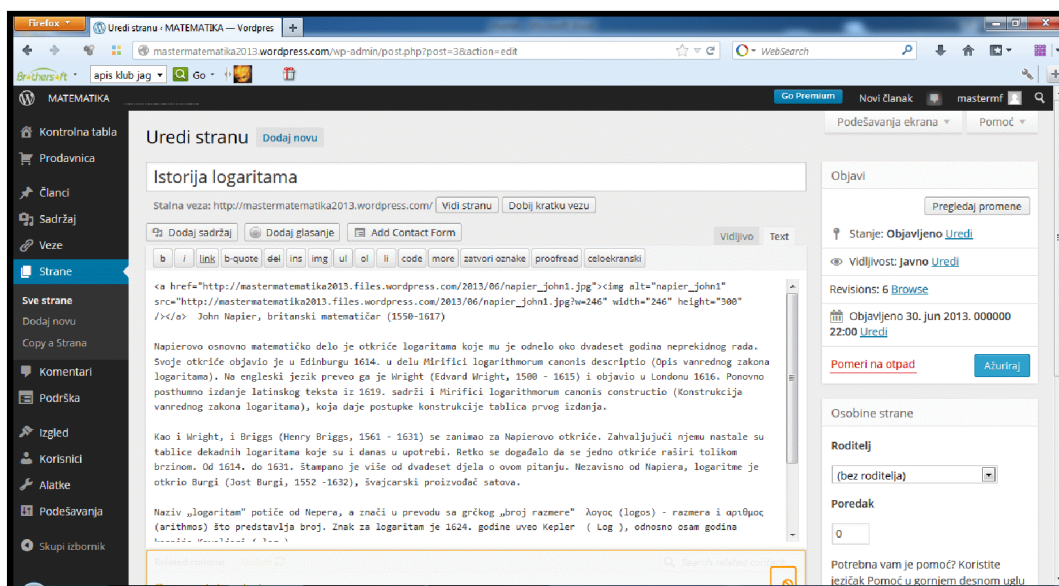 Firefox
Uredi stranu ‹ MATEMATIKA — Vordpres
mastermatematika2013.wordpress.com/wp-admin/post.php?post=3&action=edit
WebSearch
Brothersoft apis klub jag Go
MATEMATIKA
Go Premium Novi članak mastermf
Kontrolna tabla
Prodavnica
Članci
Sadržaj
Veze
Strane
Sve strane
Dodaj novu
Copy a Strana
Komentari
Podrška
Izgled
Korisnici
Alatke
Podešavanja
Skupi izbornik
Podešavanja ekrana Pomoć
Uredi stranu Dodaj novu
Istorija logaritama
Stalna veza: http://mastermatematika2013.wordpress.com/ Vidi stranu Dobij kratku vezu
Dodaj sadržaj Dodaj glasanje Add Contact Form
Vidljivo Text
b i link b-quote del ins img ul ol li code more zatvori oznake proofread celoekranski
<a href="http://mastermatematika2013.files.wordpress.com/2013/06/napier_john1.jpg"><img alt="napier_john1"
src="http://mastermatematika2013.files.wordpress.com/2013/06/napier_john1.jpg?w=246" width="246" height="300"
/></a> John Napier, britanski matematičar (1550-1617)
Napierovo osnovno matematičko delo je otkriće logaritama koje mu je odnelo oko dvadeset godina neprekidnog rada.
Svoje otkriće objavio je u Edinburgu 1614. u delu Mirifici logarithmorum canonis descriptio (Opis vanrednog zakona
logaritama). Na engleski jezik preveo ga je Wright (Edvard Wright, 1500 - 1615) i objavio u Londonu 1616. Ponovno
posthumno izdanje latinskog teksta iz 1619. sadrži i Mirifici logarithmorum canonis constructio (Konstrukcija
vanrednog zakona logaritama), koja daje postupke konstrukcije tablica prvog izdanja.
Kao i Wright, i Briggs (Henry Briggs, 1561 - 1631) se zanimao za Napierovo otkriće. Zahvaljujući njemu nastale su
tablice dekadnih logaritama koje su i danas u upotrebi. Retko se događalo da se jedno otkriće raširi tolikom
brzinom. Od 1614. do 1631. štampano je više od dvadeset djela o ovom pitanju. Nezavisno od Napiera, logaritme je
otkrio Burgi (Jost Burgi, 1552 -1632), švajcarski proizvođač satova.
Naziv „logaritam" potiče od Nepera, a znači u prevodu sa grčkog „broj razmere" λογος (logos) - razmera i αριθμος
(arithmos) što predstavlja broj. Znak za logaritam je 1624. godine uveo Kepler ( Log ), odnosno osam godina
Objavi
Pregledaj promene
Stanje: Objavljeno Uredi
Vidljivost: Javno Uredi
Revisions: 6 Browse
Objavljeno 30. jun 2013. 000000
22:00 Uredi
Pomeri na otpad Ažuriraj
Osobine strane
Roditelj
(bez roditelja)
Poredak
0
Potrebna vam je pomoć? Koristite
jezičak Pomoć u gornjem desnom uglu